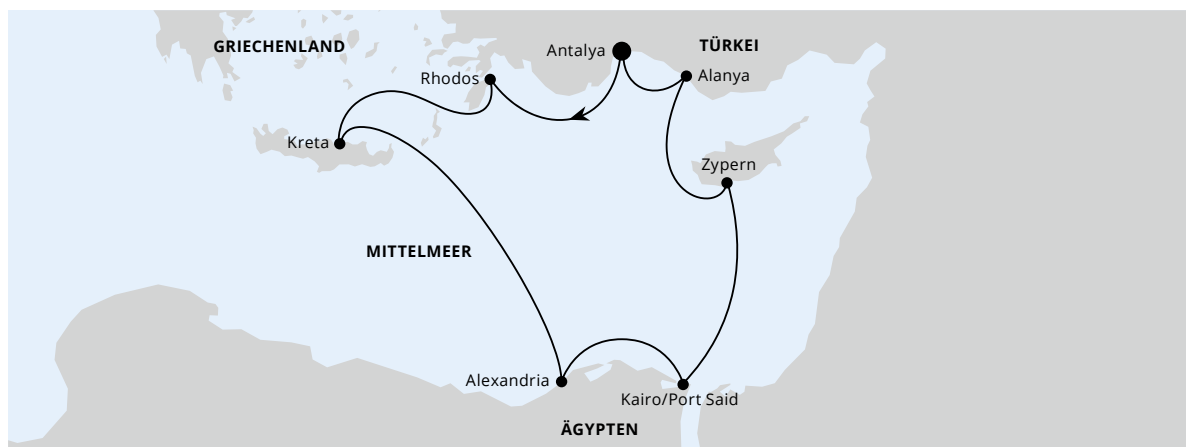 GRIECHENLAND
Antalya
TÜRKEI
Rhodos
Alanya
Kreta
Zypern
MITTELMEER
Alexandria
Kairo/Port Said
ÄGYPTEN